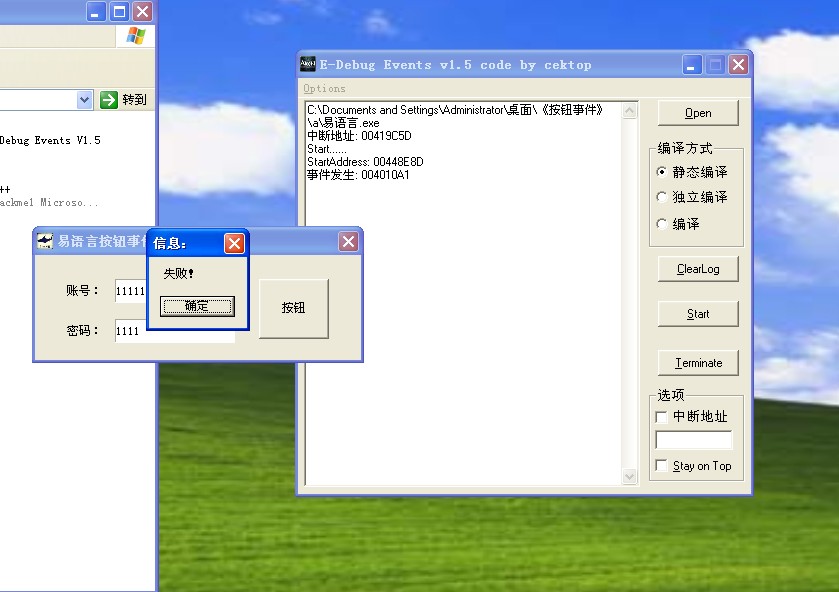 转到
Debug Events V1.5
++
ackme1 Microso...
易语言按钮事件
账号：
11111
密码：
1111
按钮
信息：
失败!
确定
E-Debug Events v1.5 code by cektop
Options
C:\Documents and Settings\Administrator\桌面\《按钮事件》
\a\易语言.exe
中断地址: 00419C5D
Start......
StartAddress: 00448E8D
事件发生: 004010A1
Open
编译方式
静态编译
独立编译
编译
ClearLog
Start
Terminate
选项
中断地址
Stay on Top